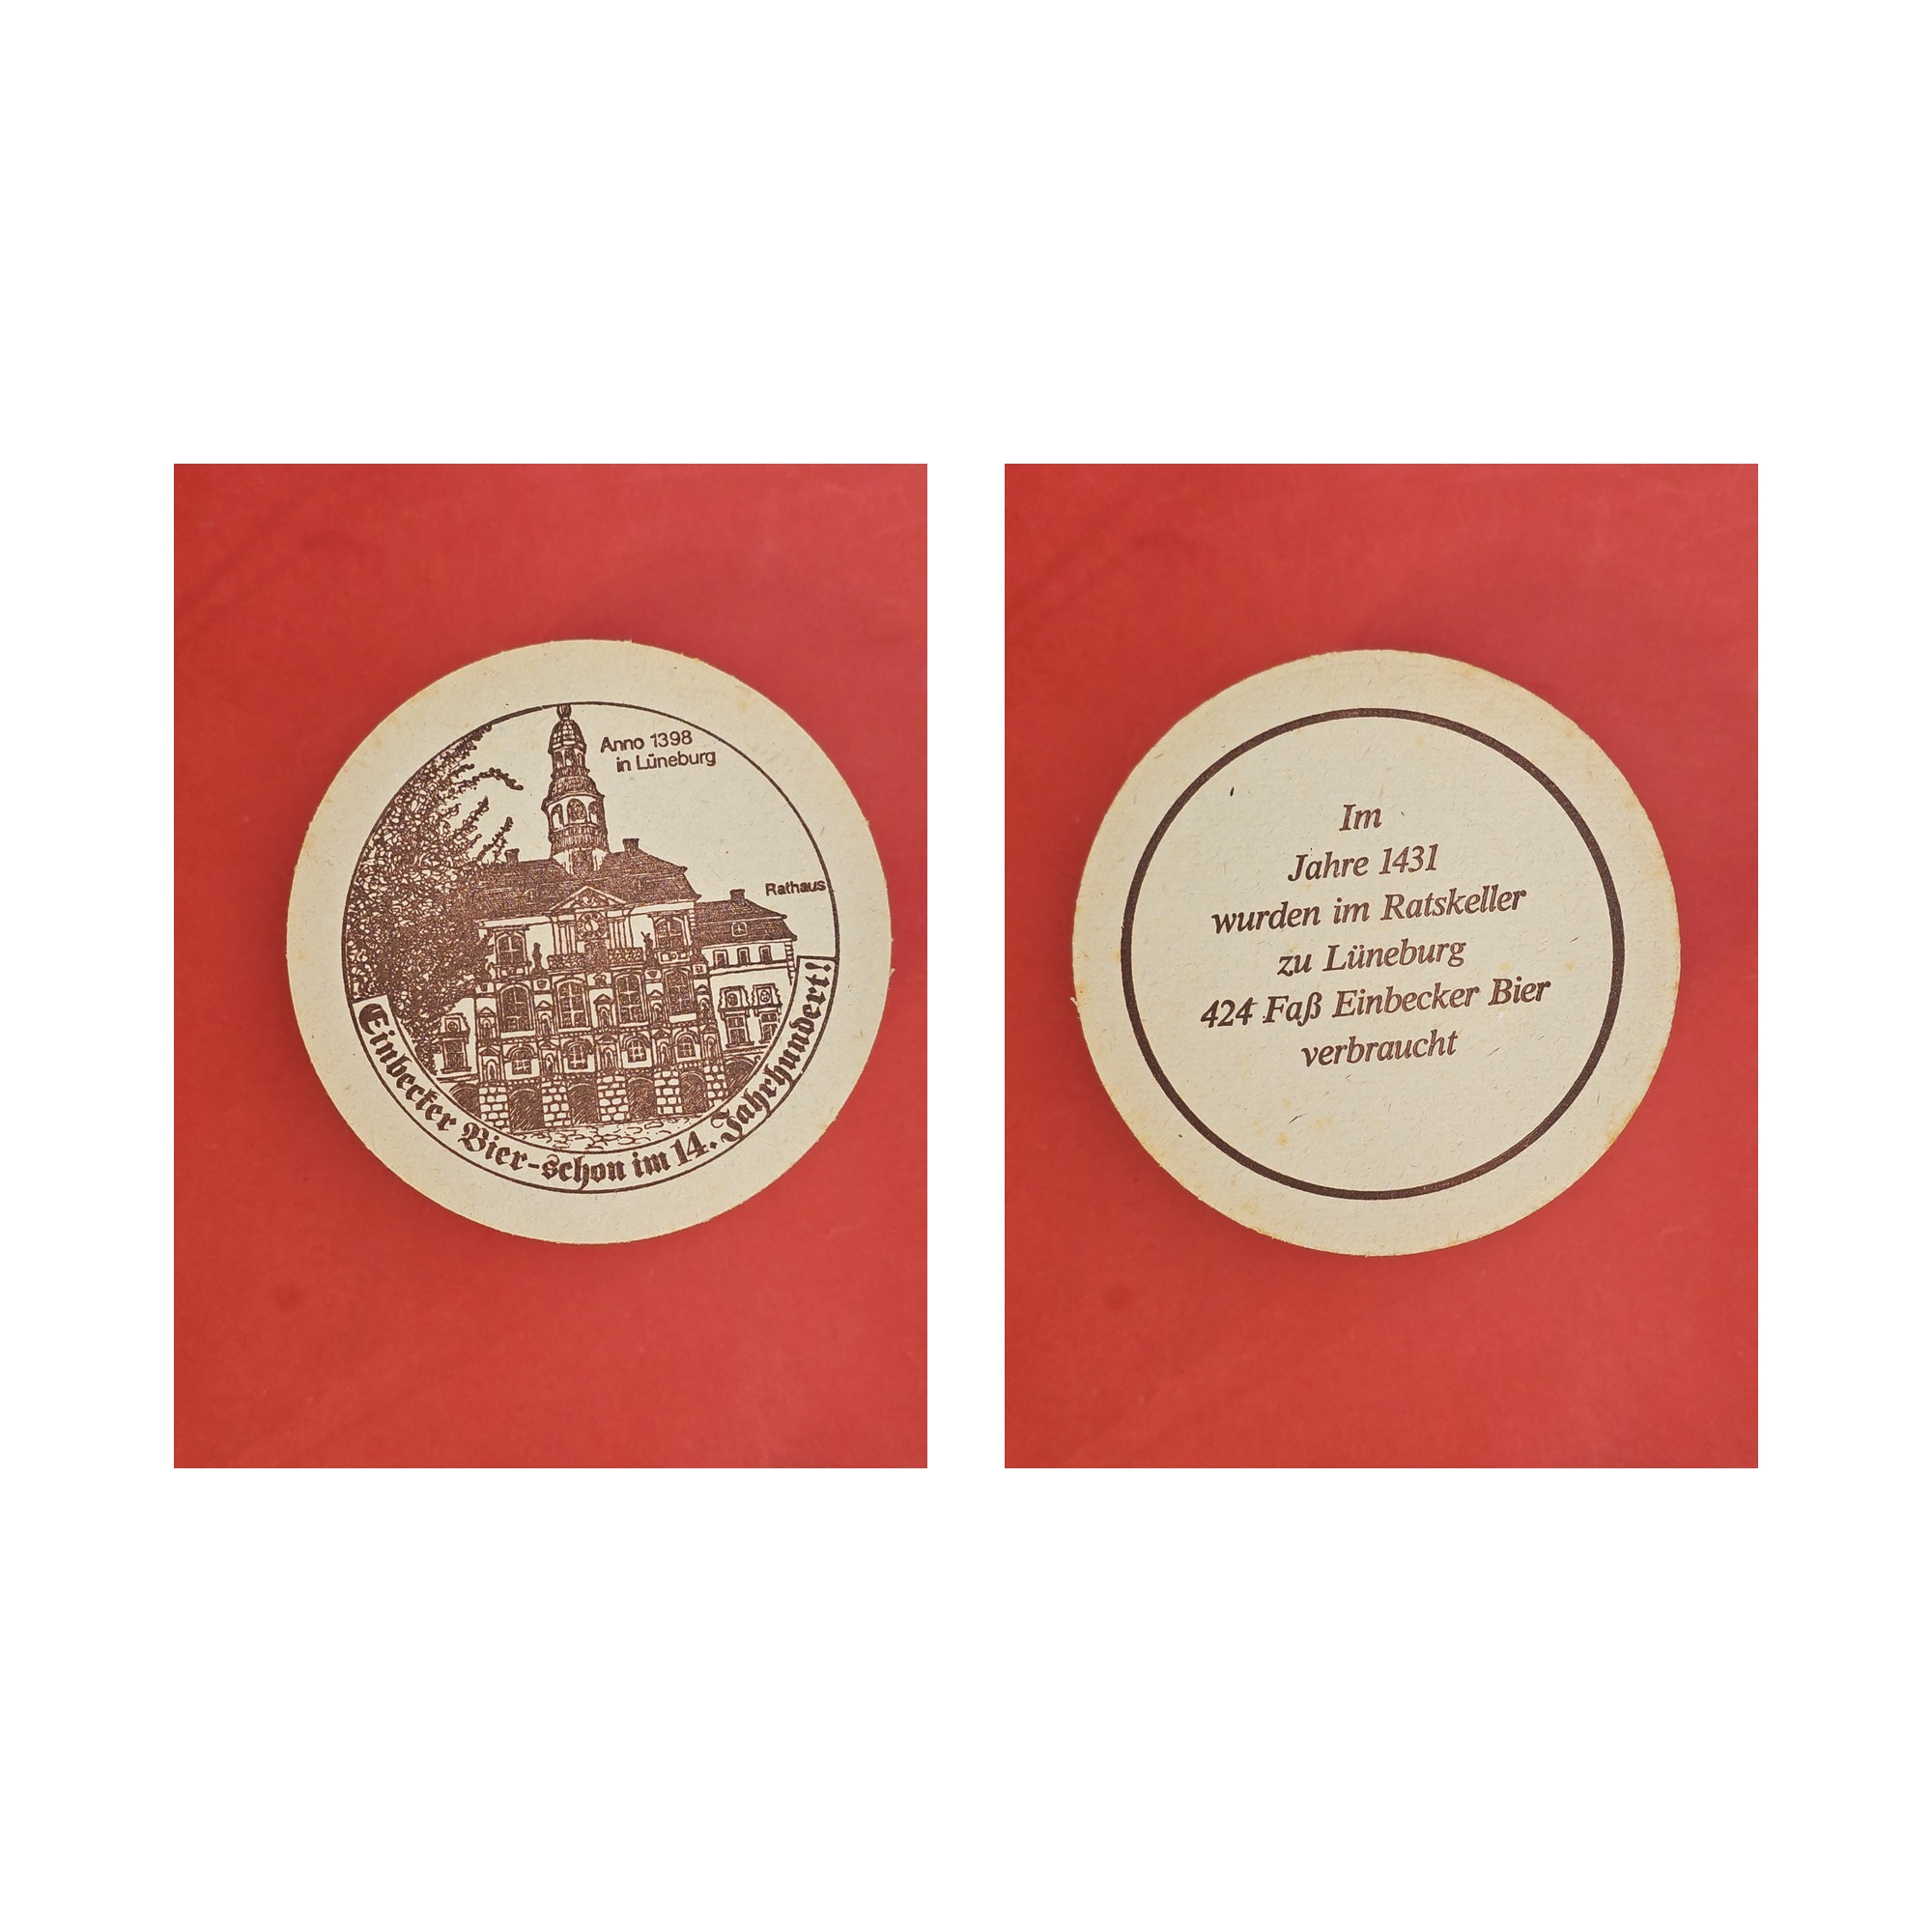 Anno 1398
in Lüneburg
Rathaus
Einbecker Bier-schon im 14. Jahrhundert!
Im
Jahre 1431
wurden im Ratskeller
zu Lüneburg
424 Faß Einbecker Bier
verbraucht